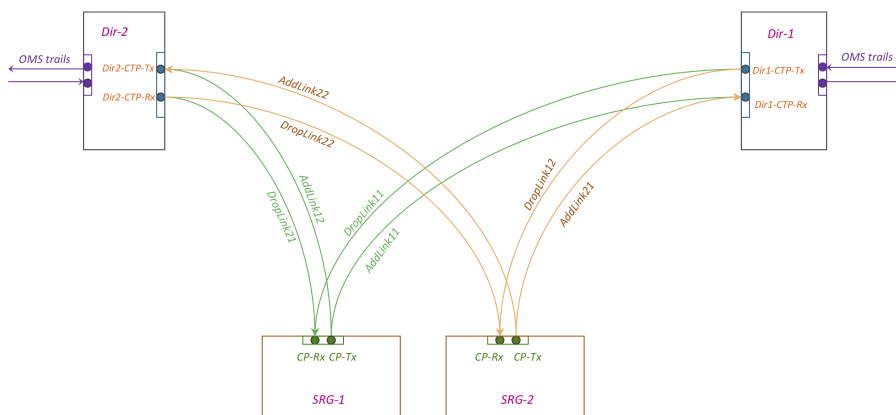 Dir-2
Dir-1
OMS trails
OMS trails
Dir2-CTP-Tx
Dir1-CTP-Tx
AddLink22
Dir2-CTP-Rx
Dir1-CTP-Rx
DropLink22
DropLink12
AddLink12
DropLink11
AddLink21
DropLink21
AddLink11
CP-Rx CP-Tx
CP-Rx CP-Tx
SRG-1
SRG-2